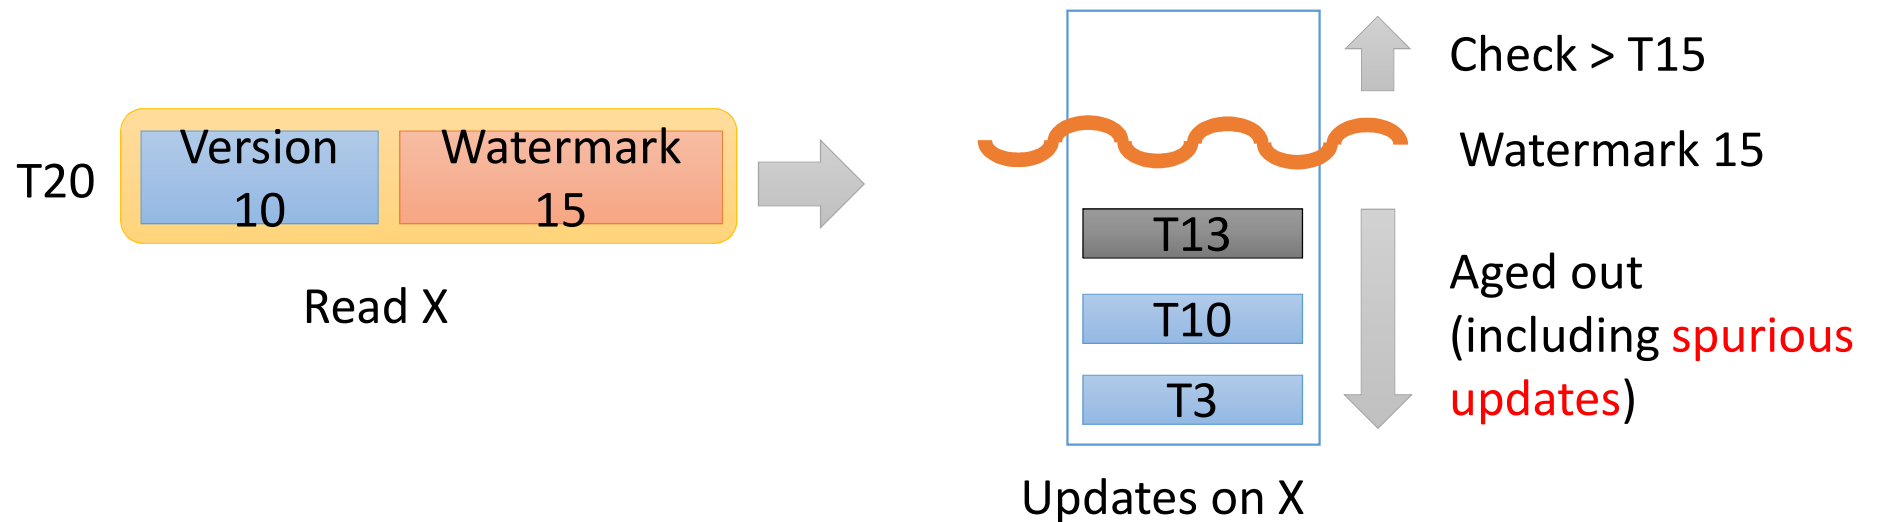 T20
Version
10
Watermark
15
Read X
Check > T15
Watermark 15
T13
T10
T3
Aged out
(including spurious
updates)
Updates on X